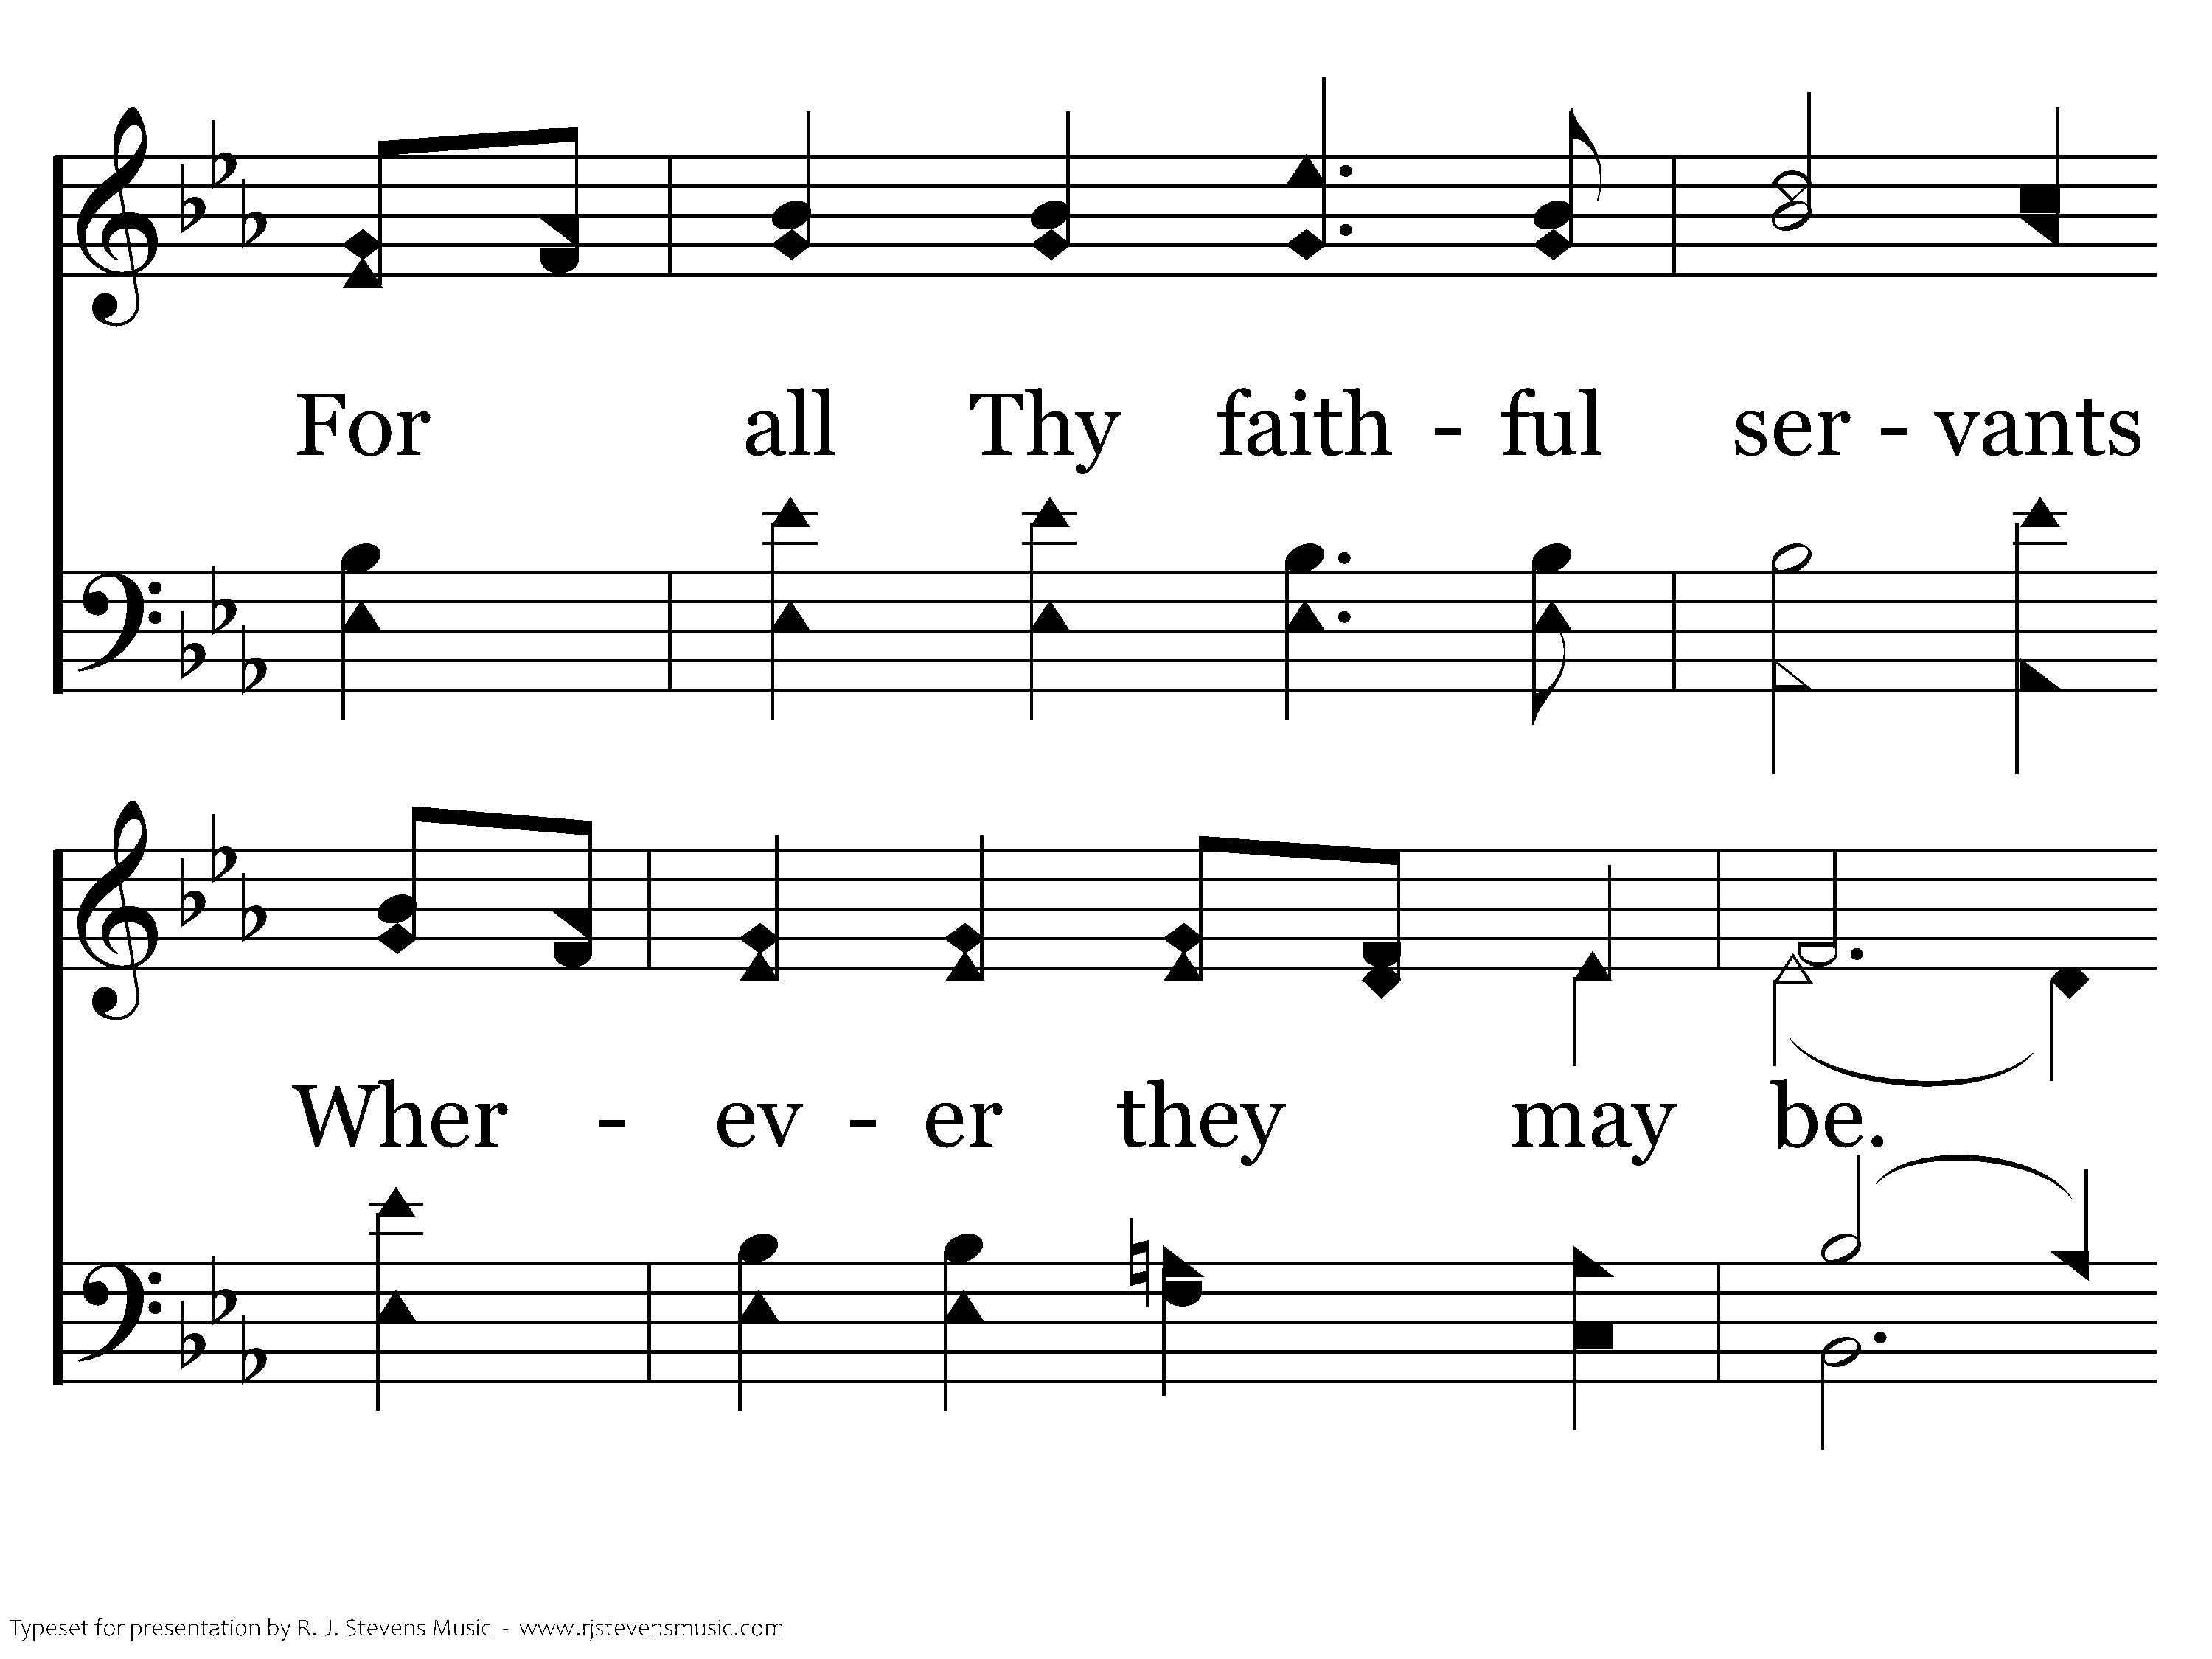 For all Thy faith - ful ser - vants
Wher - ev - er they may be.
Typeset for presentation by R. J. Stevens Music - www.rjstevensmusic.com